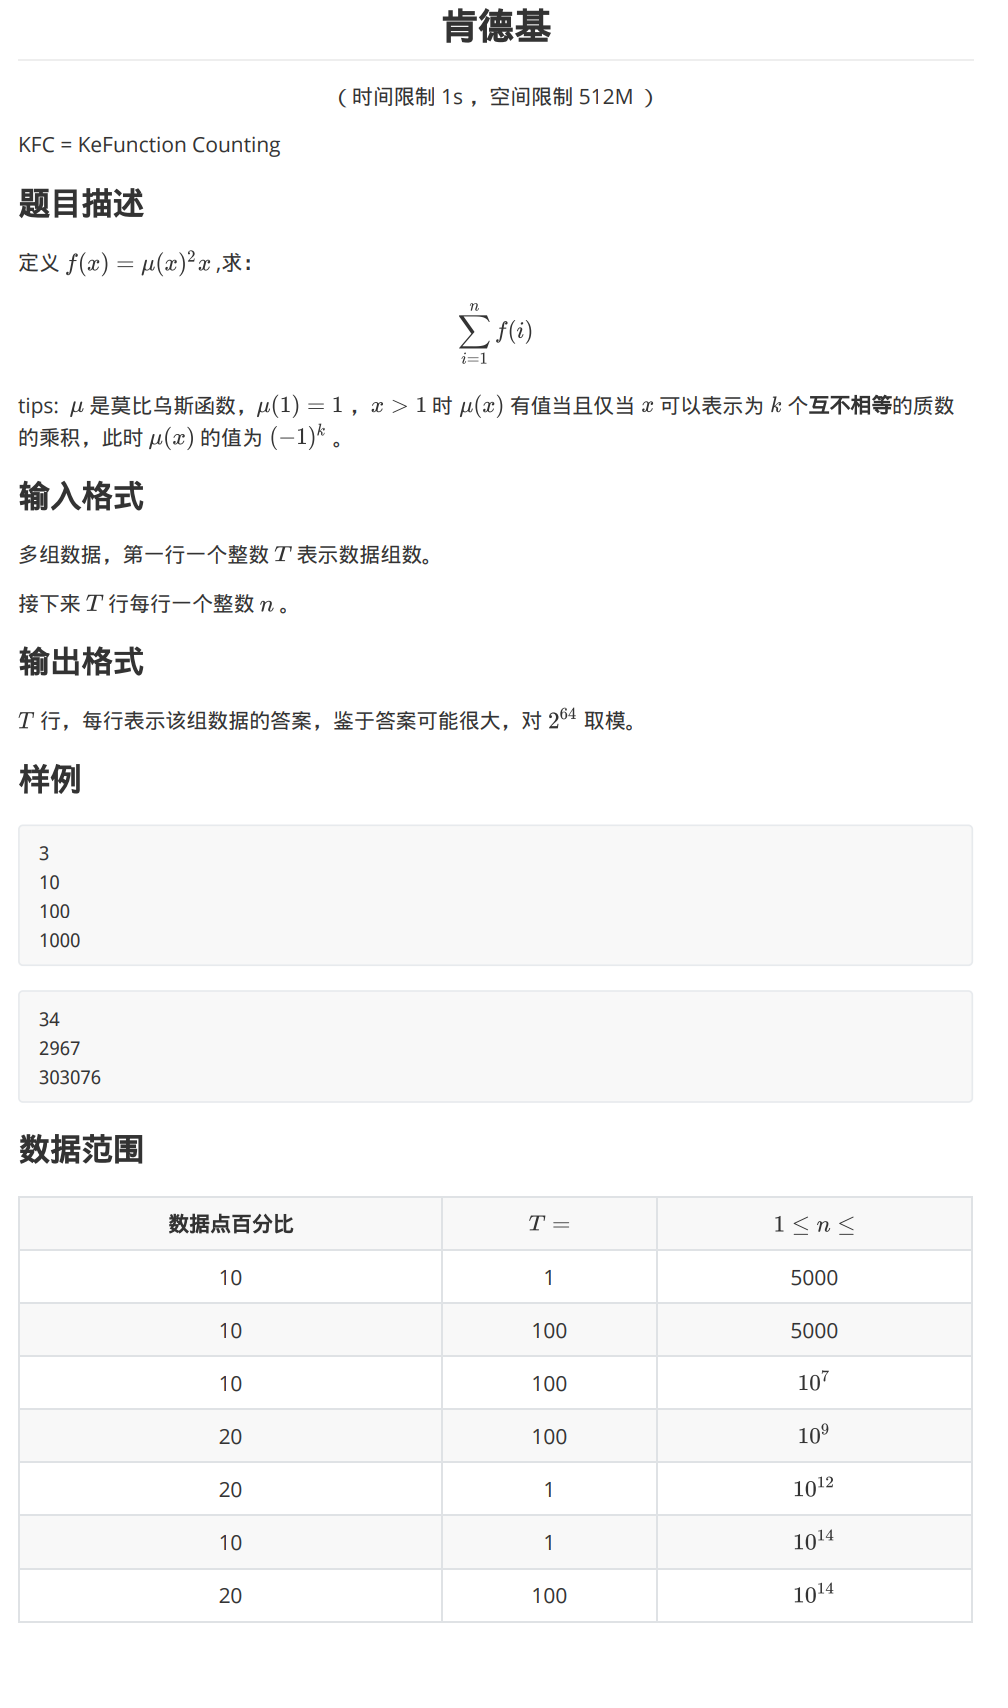 肯德基
（ 时间限制 1s ，空间限制 512M ）
KFC = KeFunction Counting
题目描述
定义 f(x) = μ(x)²x ,求：
\sum_{i=1}^{n} f(i)
tips: μ 是莫比乌斯函数，μ(1) = 1 ，x > 1 时 μ(x) 有值当且仅当 x 可以表示为 k 个互不相等的质数
的乘积，此时 μ(x) 的值为 (−1)^k 。
输入格式
多组数据，第一行一个整数 T 表示数据组数。
接下来 T 行每行一个整数 n 。
输出格式
T 行，每行表示该组数据的答案，鉴于答案可能很大，对 2^{64} 取模。
样例
3
10
100
1000
34
2967
303076
数据范围
数据点百分比 T = 1 ≤ n ≤
10 1 5000
10 100 5000
10 100 10^7
20 100 10^9
20 1 10^{12}
10 1 10^{14}
20 100 10^{14}